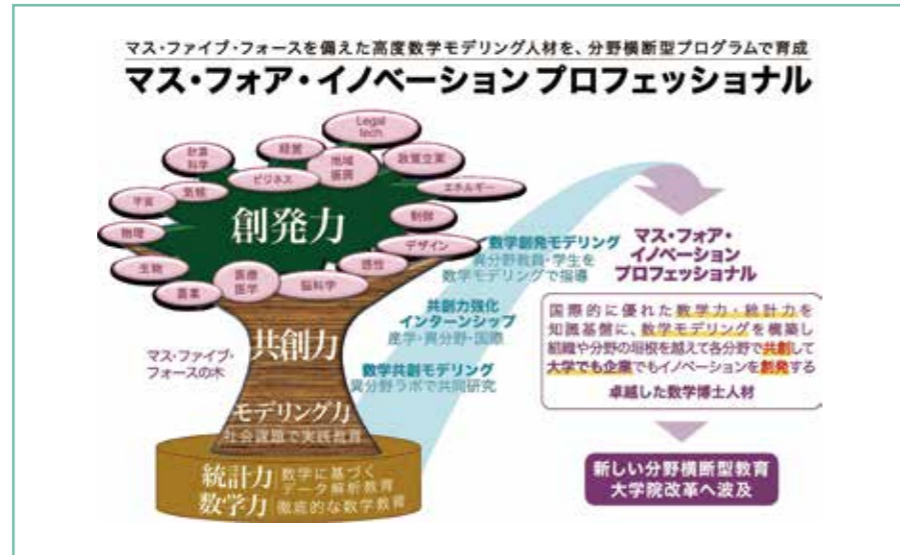 マス・ファイブ・フォースを備えた高度数学モデリング人材を、分野横断型プログラムで育成
マス・フォア・イノベーション プロフェッショナル
Legal tech
計算科学
経営
地域振興
政策立案
ビジネス
エネルギー
宇宙
気候
制御
物理
創発力
デザイン
生物
感性
農業
医療医学
脳科学
共創力
マス・ファイブ・
フォースの木
モデリング力
社会課題で実践教育
統計力 数学に基づく
データ解析教育
数学力 徹底的な数学教育
数学創発モデリング
異分野教員・学生を
数学モデリングで指導
共創力強化
インターンシップ
産学・異分野・国際
数学共創モデリング
異分野ラボで共同研究
マス・フォア・
イノベーション
プロフェッショナル
国際的に優れた数学力・統計力を
知識基盤に、数学モデリングを構築し
組織や分野の垣根を越えて各分野で共創して
大学でも企業でもイノベーションを創発する
卓越した数学博士人材
新しい分野横断型教育
大学院改革へ波及